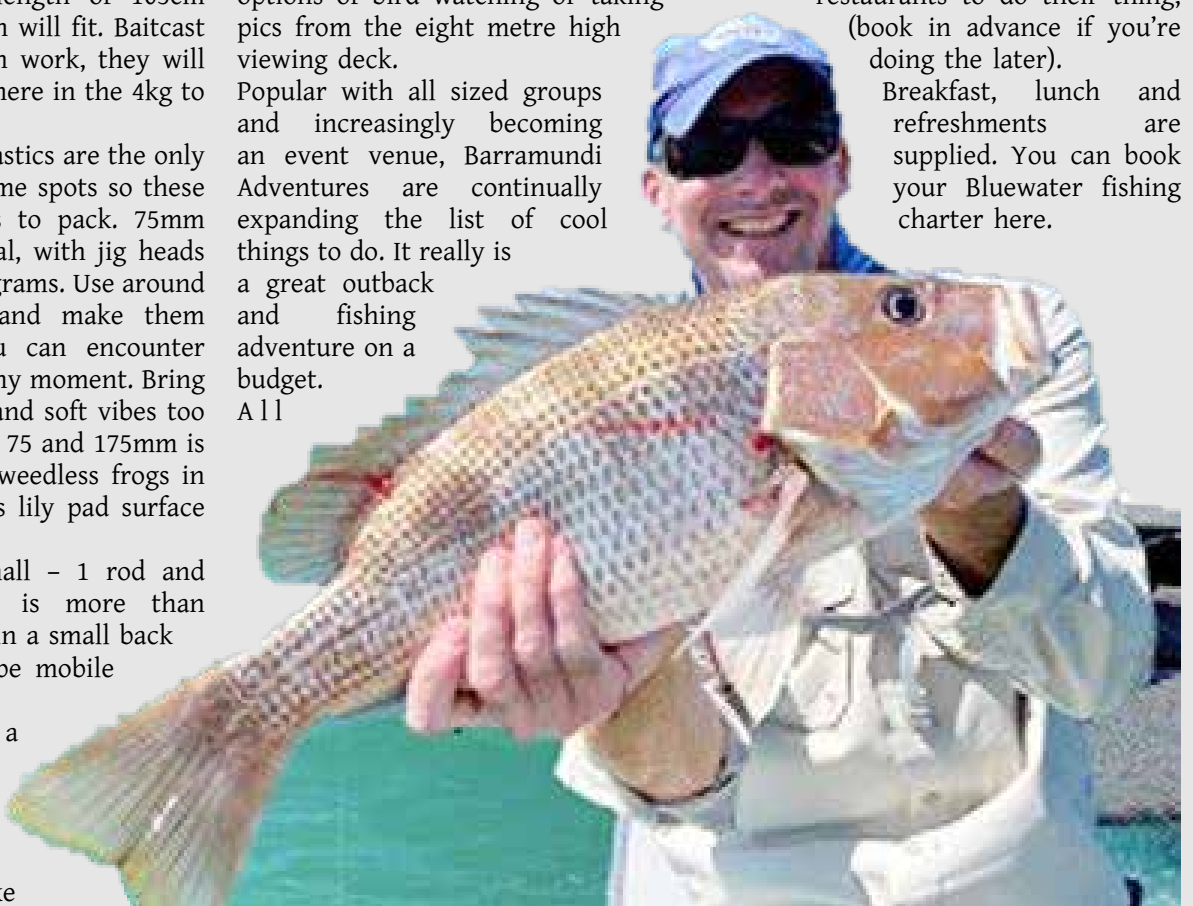 length of 105cm
will fit. Baitcast
work, they will
here in the 4kg to
astics are the only
me spots so these
to pack. 75mm
al, with jig heads
grams. Use around
and make them
can encounter
ny moment. Bring
and soft vibes too
75 and 175mm is
weedless frogs in
lily pad surface
all – 1 rod and
is more than
in a small back
be mobile
a
options of bird watching or taking
pics from the eight metre high
viewing deck.
Popular with all sized groups
and increasingly becoming
an event venue, Barramundi
Adventures are continually
expanding the list of cool
things to do. It really is
a great outback
and fishing
adventure on a
budget.
All
restaurants to do their thing,
(book in advance if you're
doing the later).
Breakfast, lunch and
refreshments are
supplied. You can book
your Bluewater fishing
charter here.